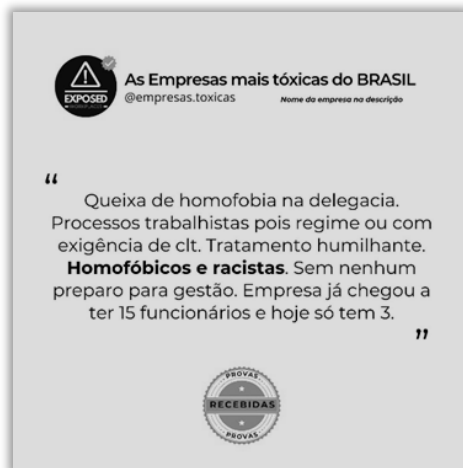 As Empresas mais tóxicas do BRASIL
EXPOSED
@empresas.toxicas
Nome da empresa na descrição
“
Queixa de homofobia na delegacia.
Processos trabalhistas pois regime ou com
exigência de clt. Tratamento humilhante.
Homofóbicos e racistas. Sem nenhum
preparo para gestão. Empresa já chegou a
ter 15 funcionários e hoje só tem 3.
”
PROVAS
RECEBIDAS
PROVAS